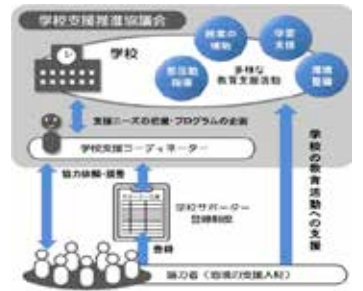 学校支援推進協議会
学校
授業の
補助
学習
支援
部活動
指導
多様な
教育支援活動
環境
整備
支援ニーズの把握・プログラムの企画
学校支援コーディネーター
協力依頼・調整
学校サポーター
登録制度
登録
学校の教育活動への支援
協力者（地域の支援人材）